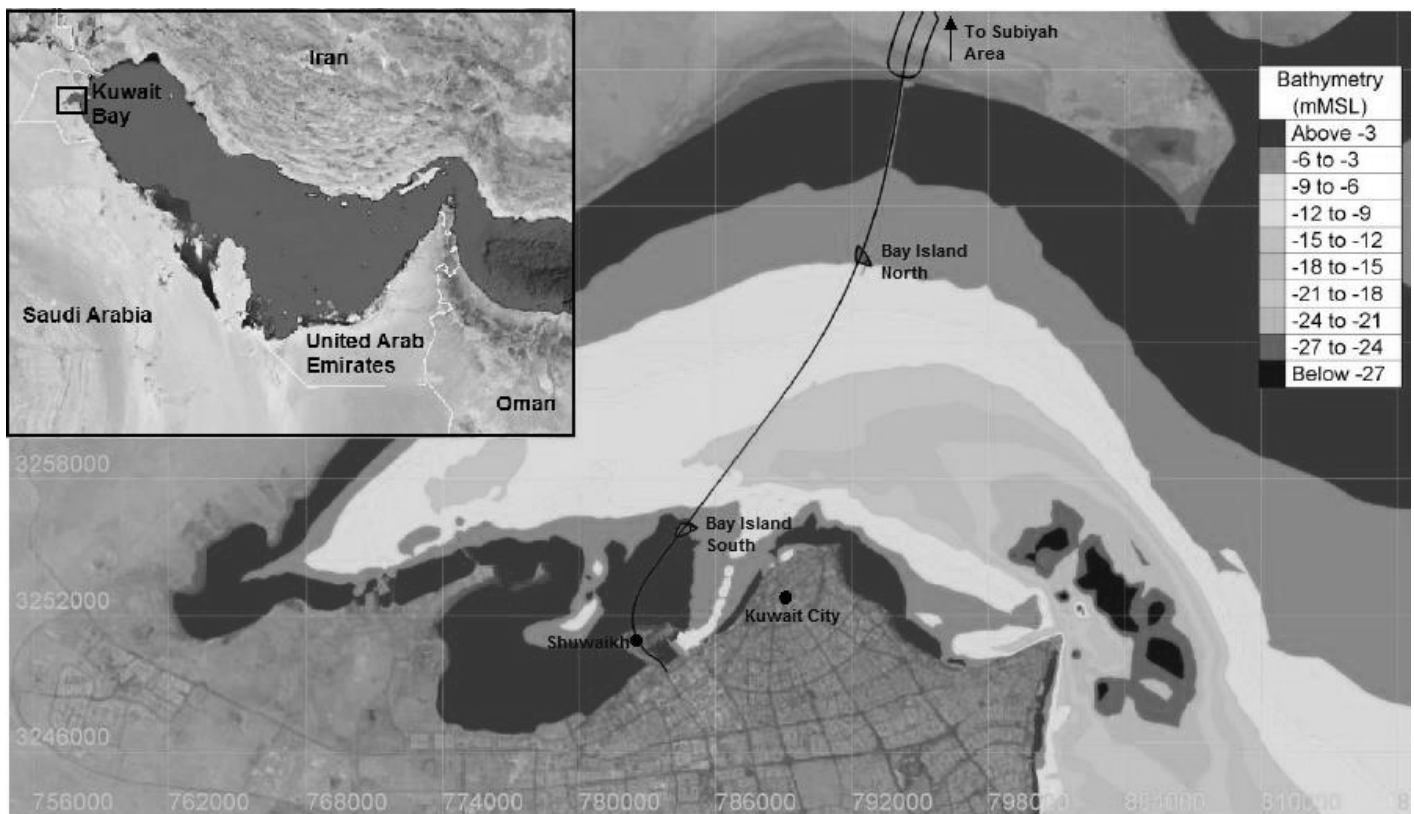 Iran
Kuwait
Bay
Saudi Arabia
United Arab
Emirates
Oman
To Subiyah
Area
Bathymetry
(mMSL)
Above -3
-6 to -3
-9 to -6
-12 to -9
-15 to -12
-18 to -15
-21 to -18
-24 to -21
-27 to -24
Below -27
Bay Island
North
3258000
Bay Island
South
3252000
Kuwait City
Shuwaikh
3246000
756000
762000
768000
774000
780000
786000
792000
798000
810000